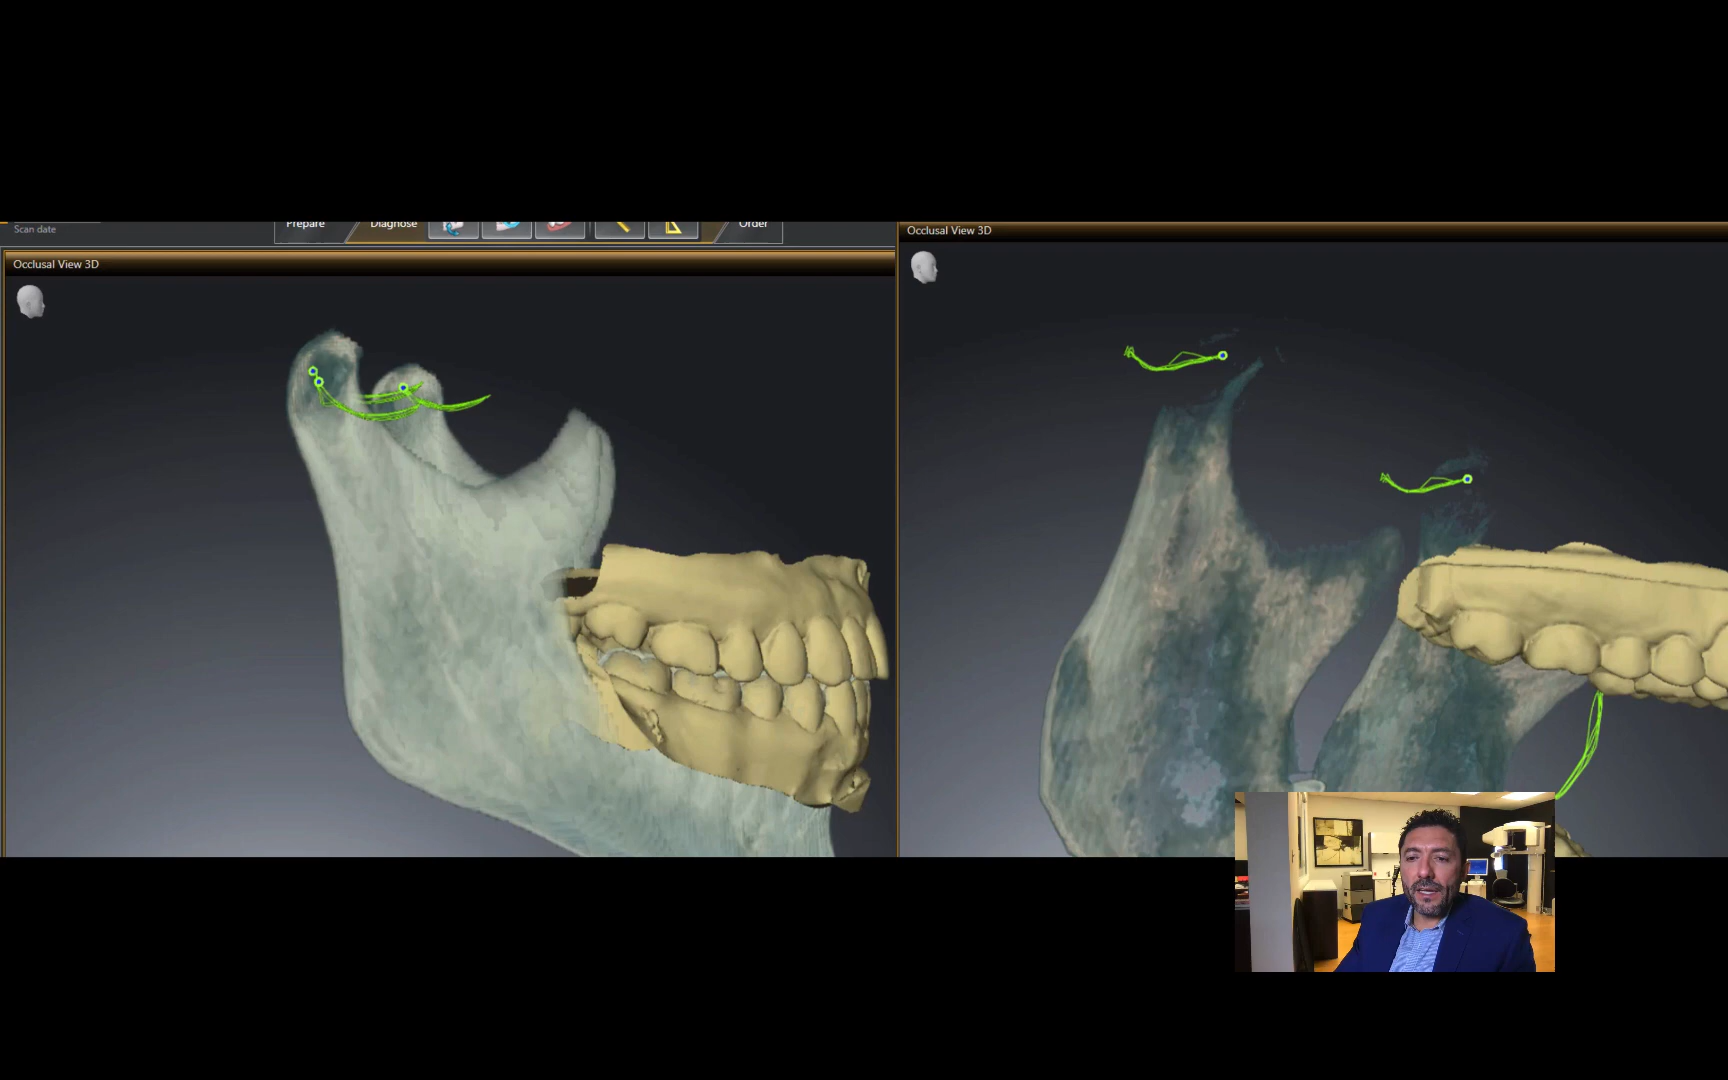 Scan date
Prepare
Diagnose
Order
Occlusal View 3D
Occlusal View 3D